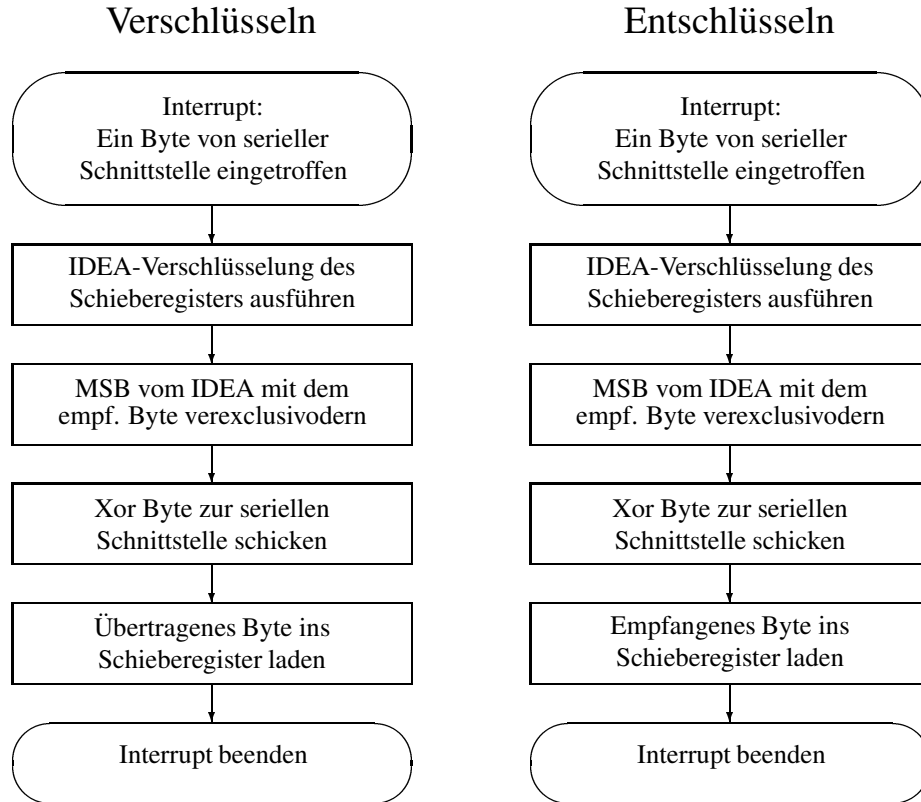 Verschlüsseln
Interrupt:
Ein Byte von serieller
Schnittstelle eingetroffen
IDEA-Verschlüsselung des
Schieberegisters ausführen
MSB vom IDEA mit dem
empf. Byte verexclusivodern
Xor Byte zur seriellen
Schnittstelle schicken
Übertragenes Byte ins
Schieberegister laden
Interrupt beenden
Entschlüsseln
Interrupt:
Ein Byte von serieller
Schnittstelle eingetroffen
IDEA-Verschlüsselung des
Schieberegisters ausführen
MSB vom IDEA mit dem
empf. Byte verexclusivodern
Xor Byte zur seriellen
Schnittstelle schicken
Empfangenes Byte ins
Schieberegister laden
Interrupt beenden